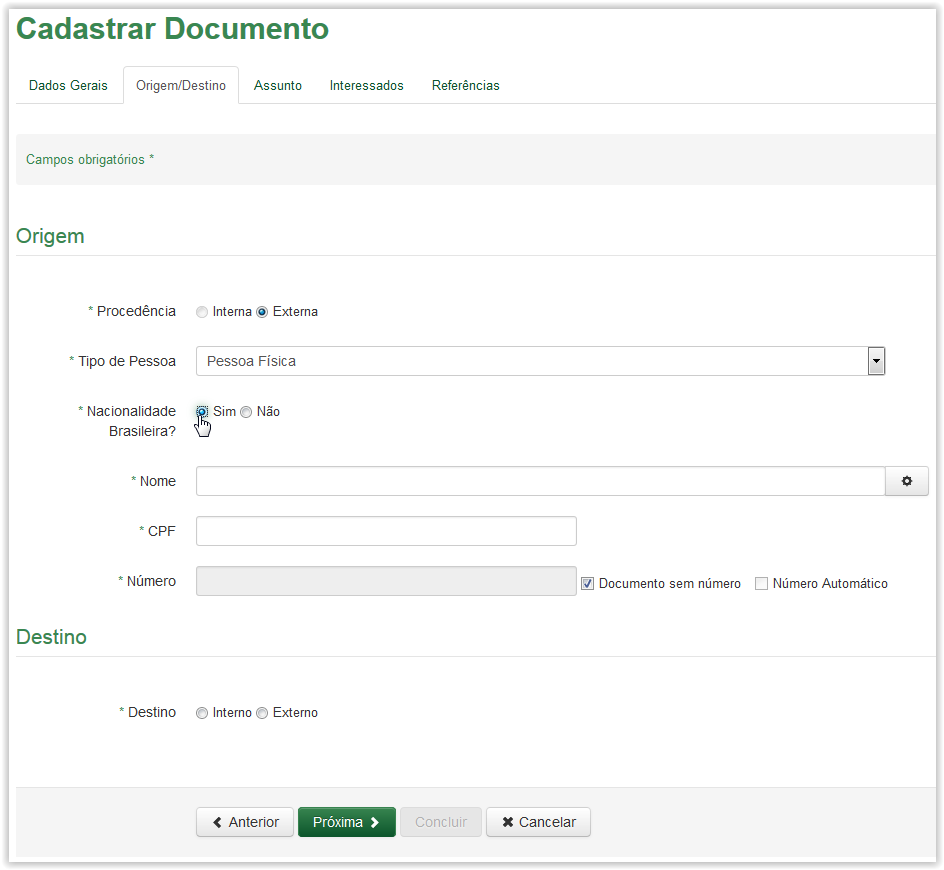 Cadastrar Documento
Dados Gerais Origem/Destino Assunto Interessados Referências
Campos obrigatórios *
Origem
* Procedência Interna Externa
* Tipo de Pessoa Pessoa Física
* Nacionalidade Sim Não
Brasileira?
* Nome
* CPF
* Número Documento sem número Número Automático
Destino
* Destino Interno Externo
Anterior Próxima Concluir Cancelar